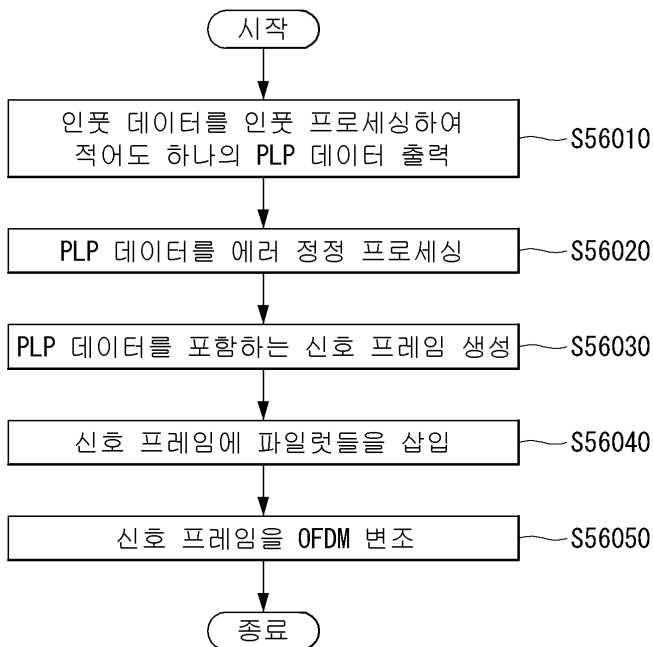 시작
인풋 데이터를 인풋 프로세싱하여
적어도 하나의 PLP 데이터 출력
S56010
PLP 데이터를 에러 정정 프로세싱
S56020
PLP 데이터를 포함하는 신호 프레임 생성
S56030
신호 프레임에 파일럿들을 삽입
S56040
신호 프레임을 OFDM 변조
S56050
종료